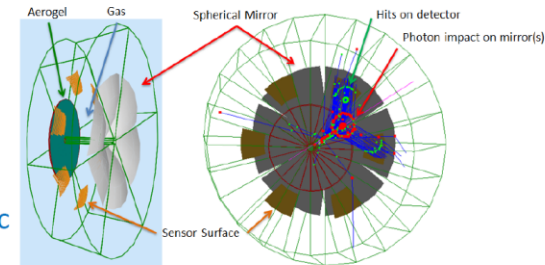 Aerogel Gas Spherical Mirror Hits on detector
Photon impact on mirror(s)
C
Sensor Surface